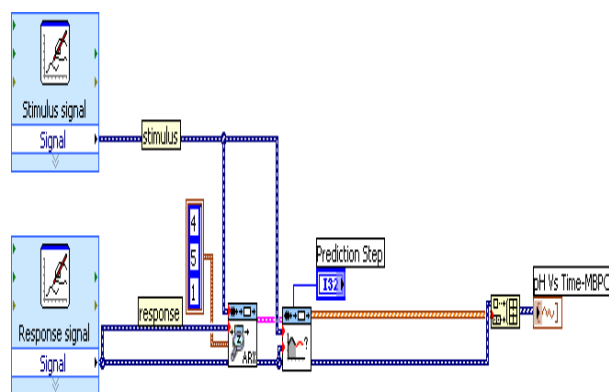 Stimulus signal
Signal
stimulus
4
5
1
Prediction Step
I32
pH Vs Time-MBPC
Response signal
Signal
response
ARX
?